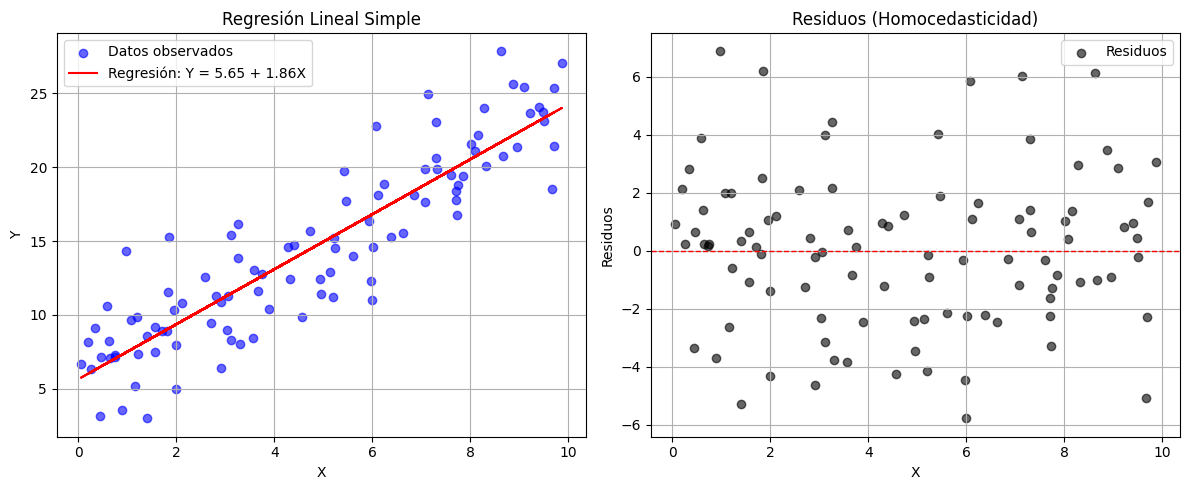 Regresión Lineal Simple
Datos observados
Regresión: Y = 5.65 + 1.86X
Y
25
20
15
10
5
0
2
4
6
8
10
X
Residuos (Homocedasticidad)
Residuos
Residuos
6
4
2
0
−2
−4
−6
0
2
4
6
8
10
X